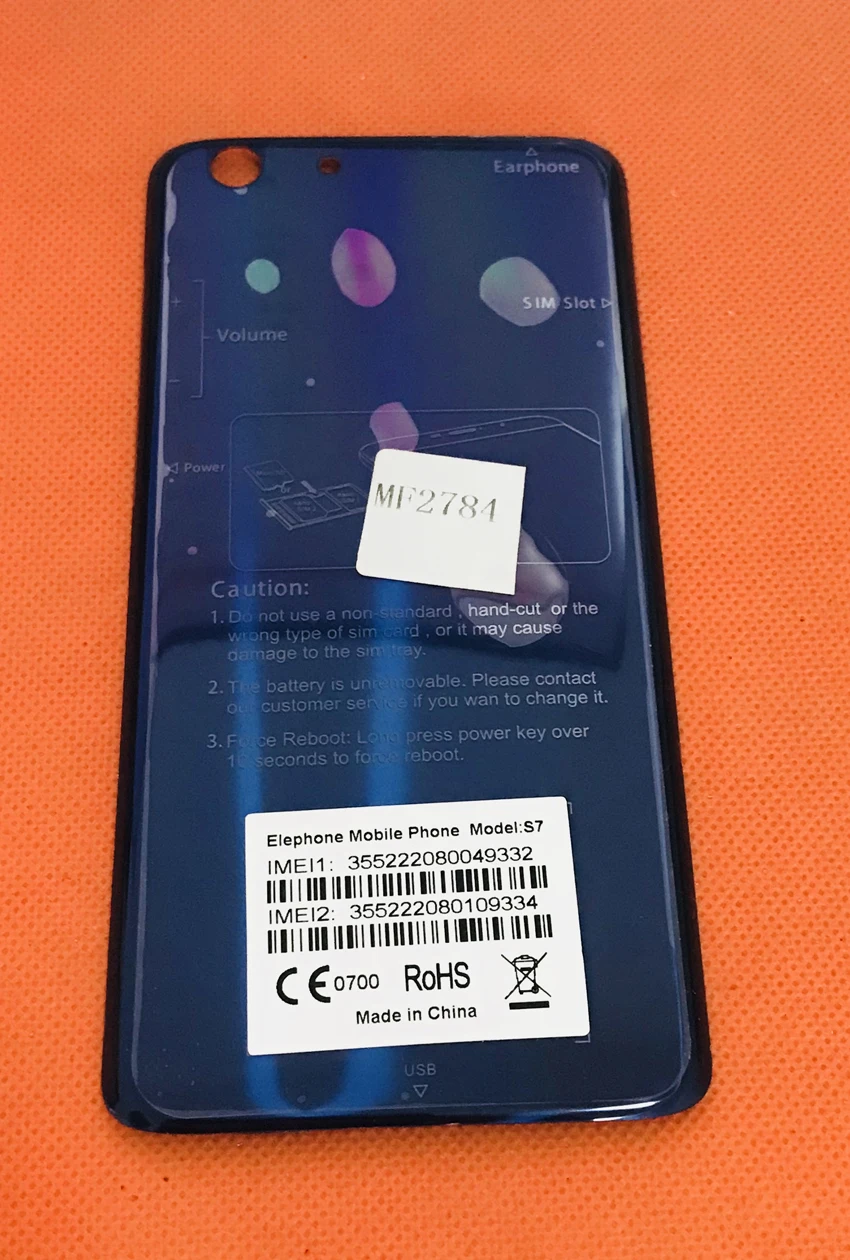 Earphone
SIM Slot
+
Volume
–
Power
or
MF2784
Caution:
1. Do not use a non-standard , hand-cut or the
wrong type of sim card , or it may cause
damage to the sim tray.
2. The battery is unremovable. Please contact
our customer service if you wan to change it.
3. Force Reboot: Long press power key over
10 seconds to force reboot.
Elephone Mobile Phone Model:S7
IMEI1: 355222080049332
IMEI2: 355222080109334
CE 0700 RoHS
Made in China
USB